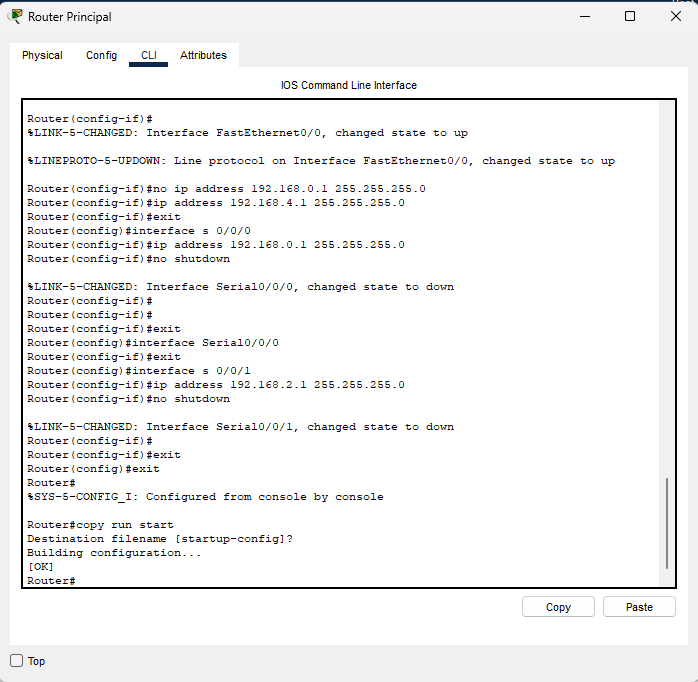 Router Principal
Physical Config CLI Attributes
IOS Command Line Interface
Router(config-if)#
%LINK-5-CHANGED: Interface FastEthernet0/0, changed state to up
%LINEPROTO-5-UPDOWN: Line protocol on Interface FastEthernet0/0, changed state to up
Router(config-if)#no ip address 192.168.0.1 255.255.255.0
Router(config-if)#ip address 192.168.4.1 255.255.255.0
Router(config-if)#exit
Router(config)#interface s 0/0/0
Router(config-if)#ip address 192.168.0.1 255.255.255.0
Router(config-if)#no shutdown
%LINK-5-CHANGED: Interface Serial0/0/0, changed state to down
Router(config-if)#
Router(config-if)#
Router(config-if)#exit
Router(config)#interface Serial0/0/0
Router(config-if)#exit
Router(config)#interface s 0/0/1
Router(config-if)#ip address 192.168.2.1 255.255.255.0
Router(config-if)#no shutdown
%LINK-5-CHANGED: Interface Serial0/0/1, changed state to down
Router(config-if)#
Router(config-if)#exit
Router(config)#exit
Router#
%SYS-5-CONFIG_I: Configured from console by console
Router#copy run start
Destination filename [startup-config]?
Building configuration...
[OK]
Router#
Copy Paste
Top